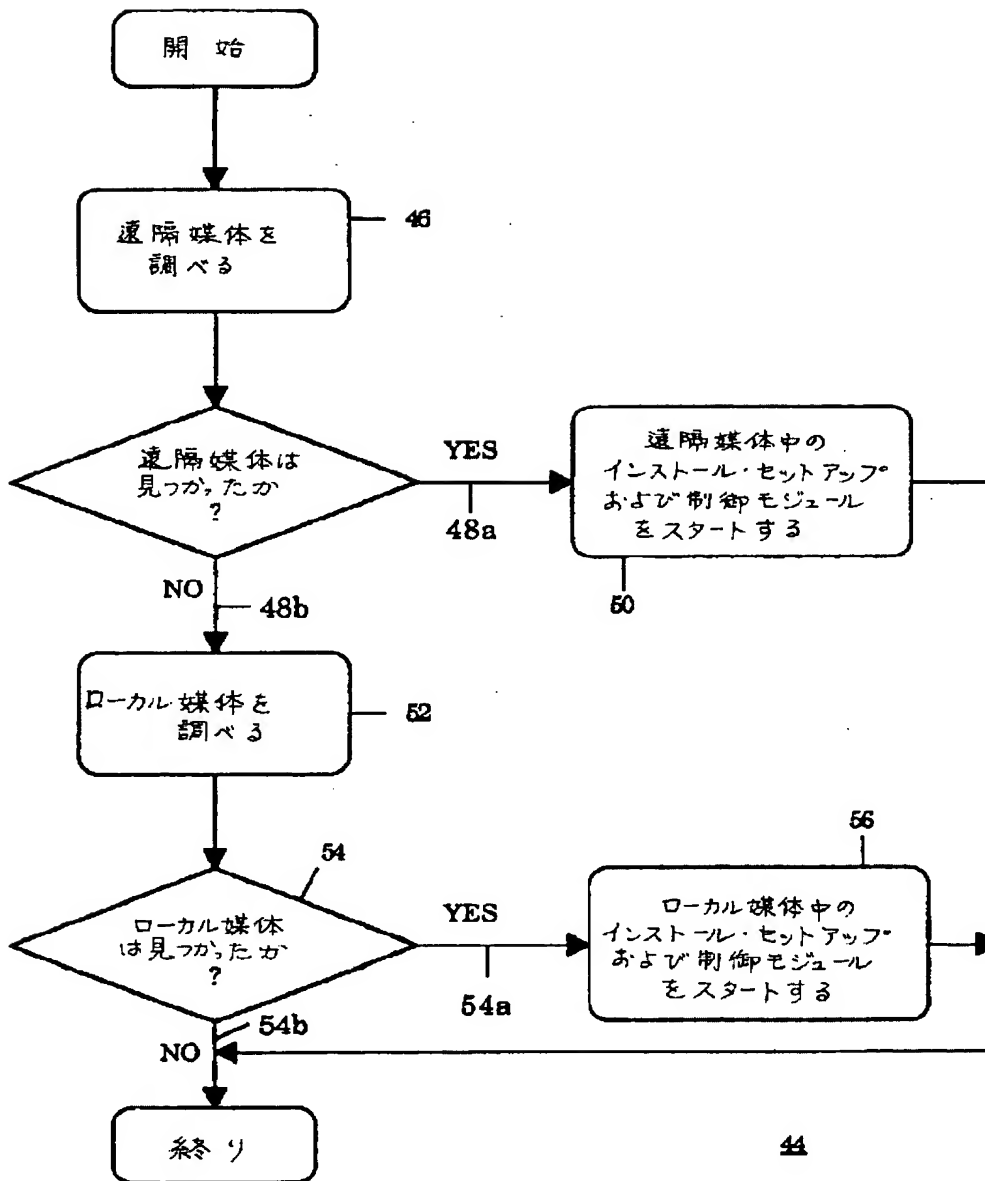 開始
遠隔媒体を
調べる
46
遠隔媒体は
見つかったか
?
YES
48a
遠隔媒体中の
インストール・セットアップ
および制御モジュール
をスタートする
50
NO
48b
ローカル媒体を
調べる
52
54
ローカル媒体
は見つかったか
?
YES
54a
56
ローカル媒体中の
インストール・セットアップ
および制御モジュール
をスタートする
54b
NO
終り
44